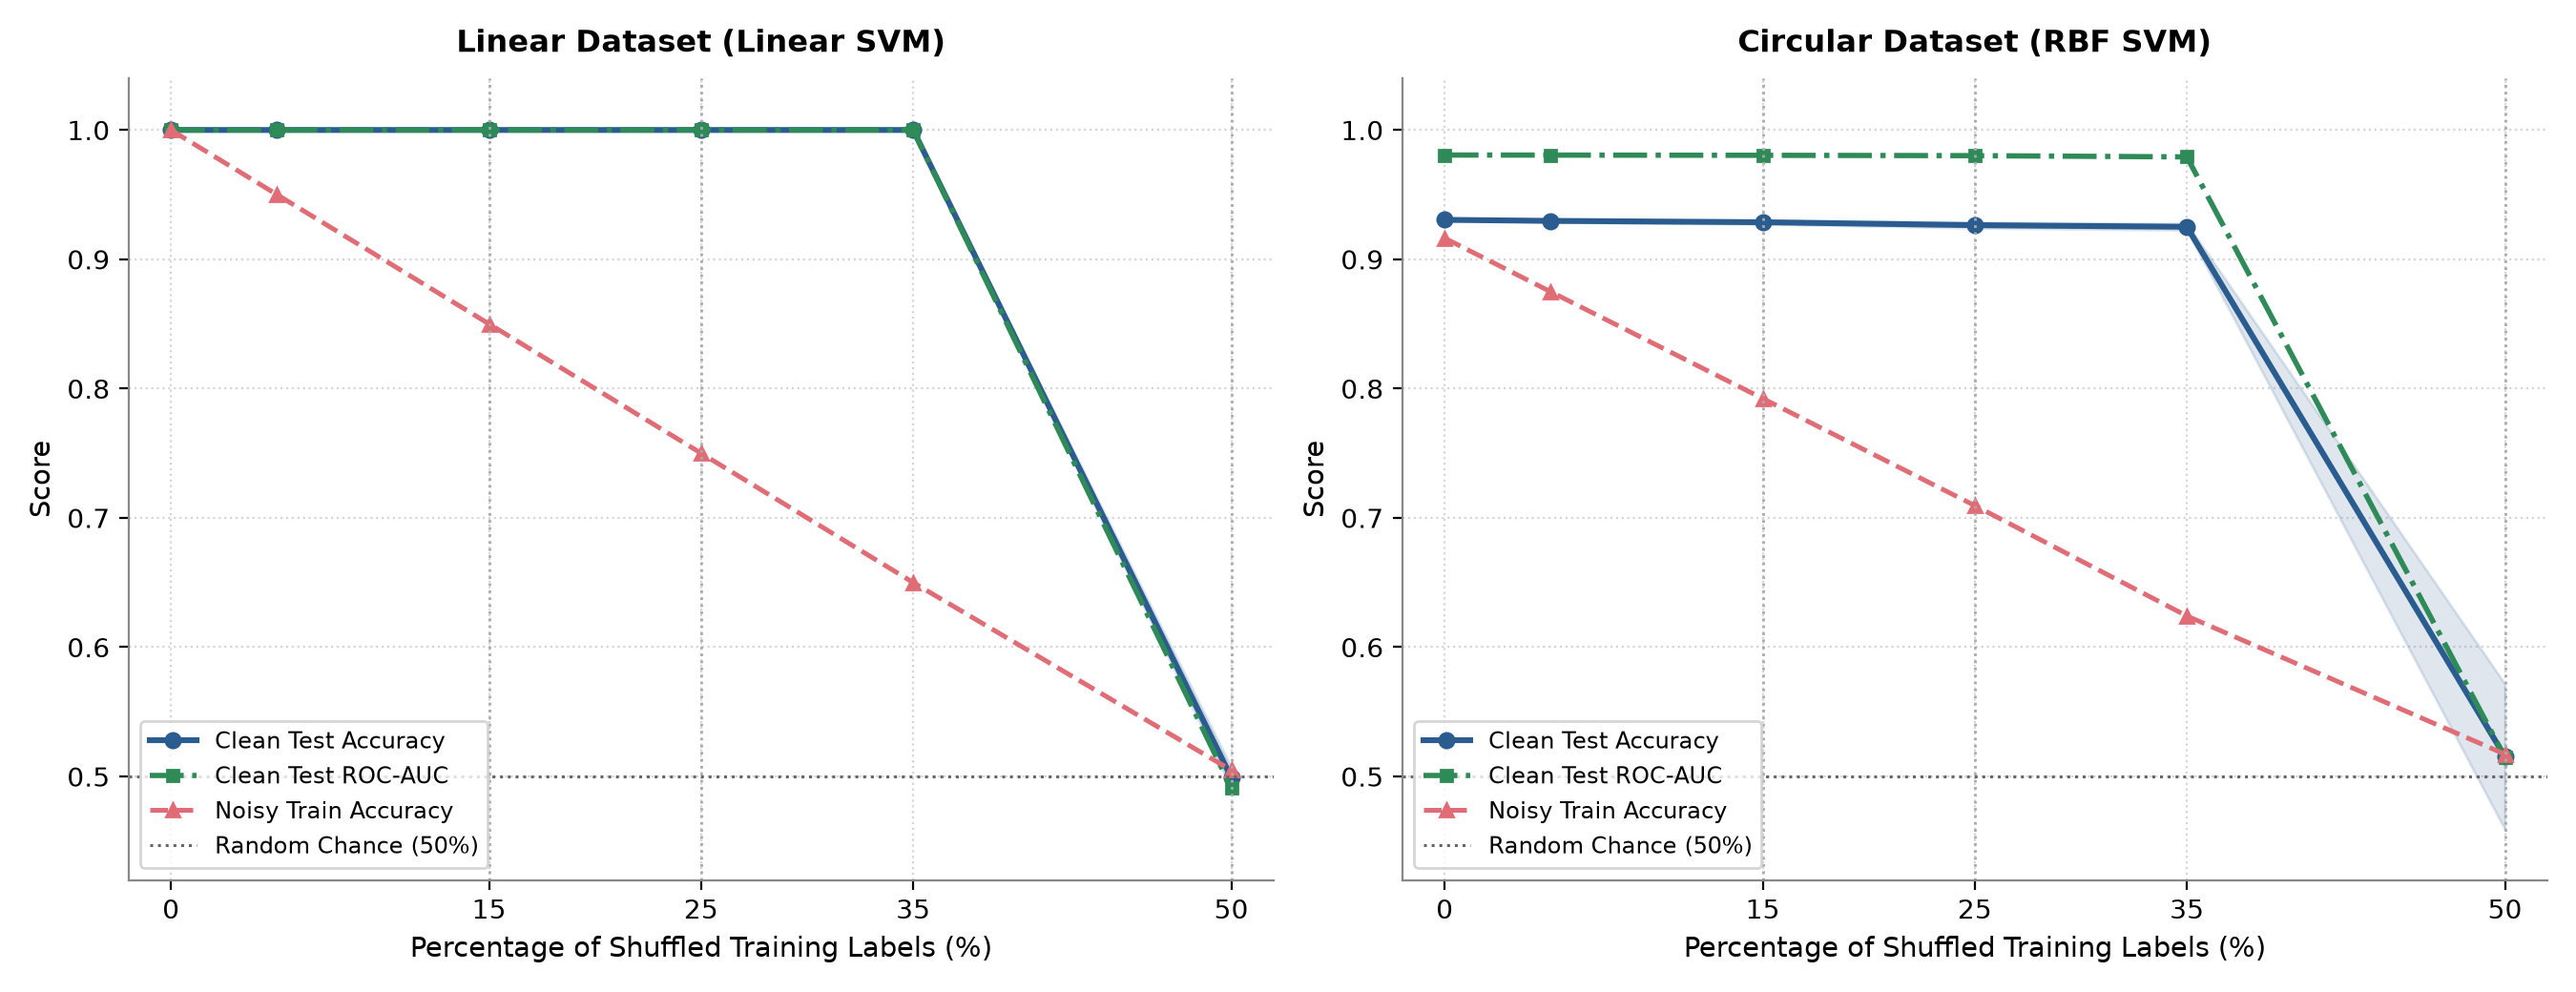 Linear Dataset (Linear SVM)
Score
1.0
0.9
0.8
0.7
0.6
0.5
Clean Test Accuracy
Clean Test ROC-AUC
Noisy Train Accuracy
Random Chance (50%)
0 15 25 35 50
Percentage of Shuffled Training Labels (%)
Circular Dataset (RBF SVM)
Score
1.0
0.9
0.8
0.7
0.6
0.5
Clean Test Accuracy
Clean Test ROC-AUC
Noisy Train Accuracy
Random Chance (50%)
0 15 25 35 50
Percentage of Shuffled Training Labels (%)